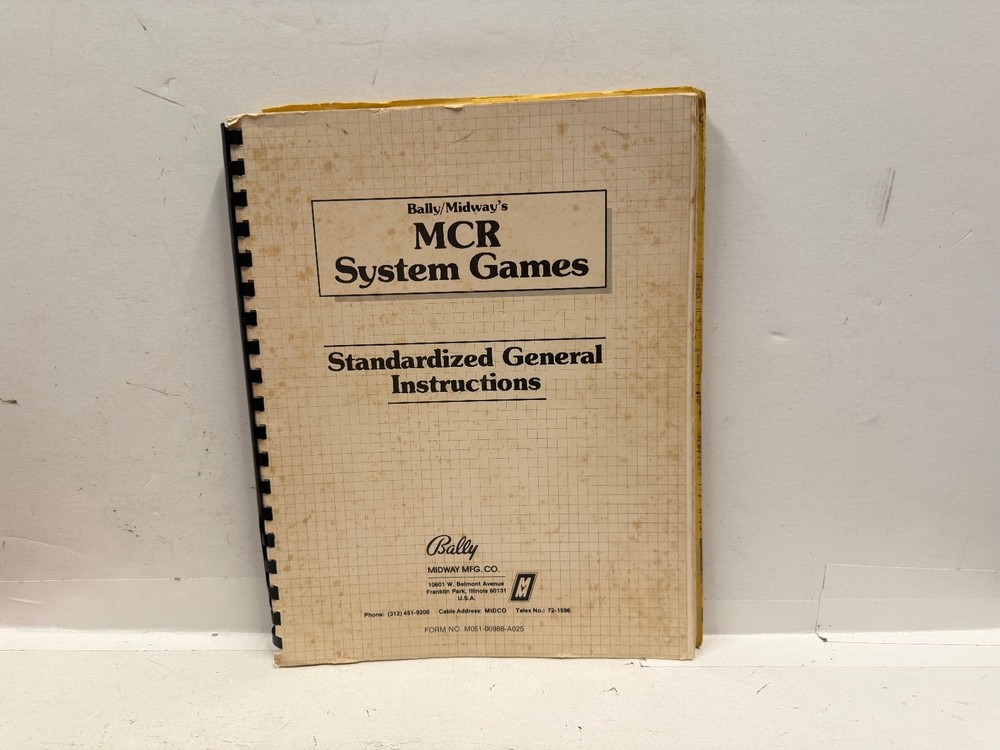 Bally/Midway's
MCR
System Games
Standardized General
Instructions
Bally
MIDWAY MFG. CO.
10601 W. Belmont Avenue
Franklin Park, Illinois 60131
U.S.A.
M
Phone: (312) 451-9200 Cable Address: MIDCO Telex No.: 72-1596
FORM NO. M051-00966-A025